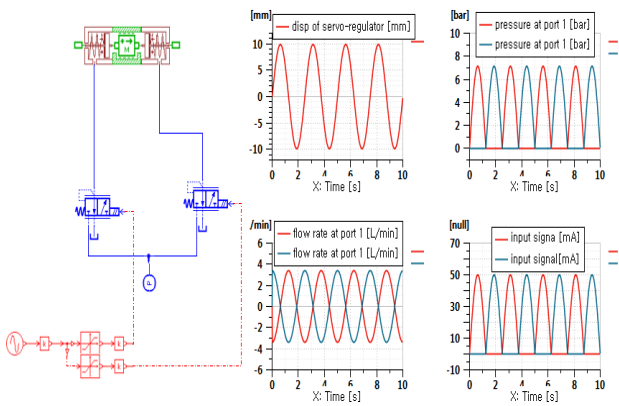 M
P
k
k
k
[mm]
disp of servo-regulator [mm]
10
5
0
-5
-10
0 2 4 6 8 10
X: Time [s]
[bar]
pressure at port 1 [bar]
pressure at port 1 [bar]
10
8
6
4
2
0
0 2 4 6 8 10
X: Time [s]
/min]
flow rate at port 1 [L/min]
flow rate at port 1 [L/min]
6
4
2
0
-2
-4
-6
0 2 4 6 8 10
X: Time [s]
[null]
input signa [mA]
input signal[mA]
70
50
30
10
-10
0 2 4 6 8 10
X: Time [s]